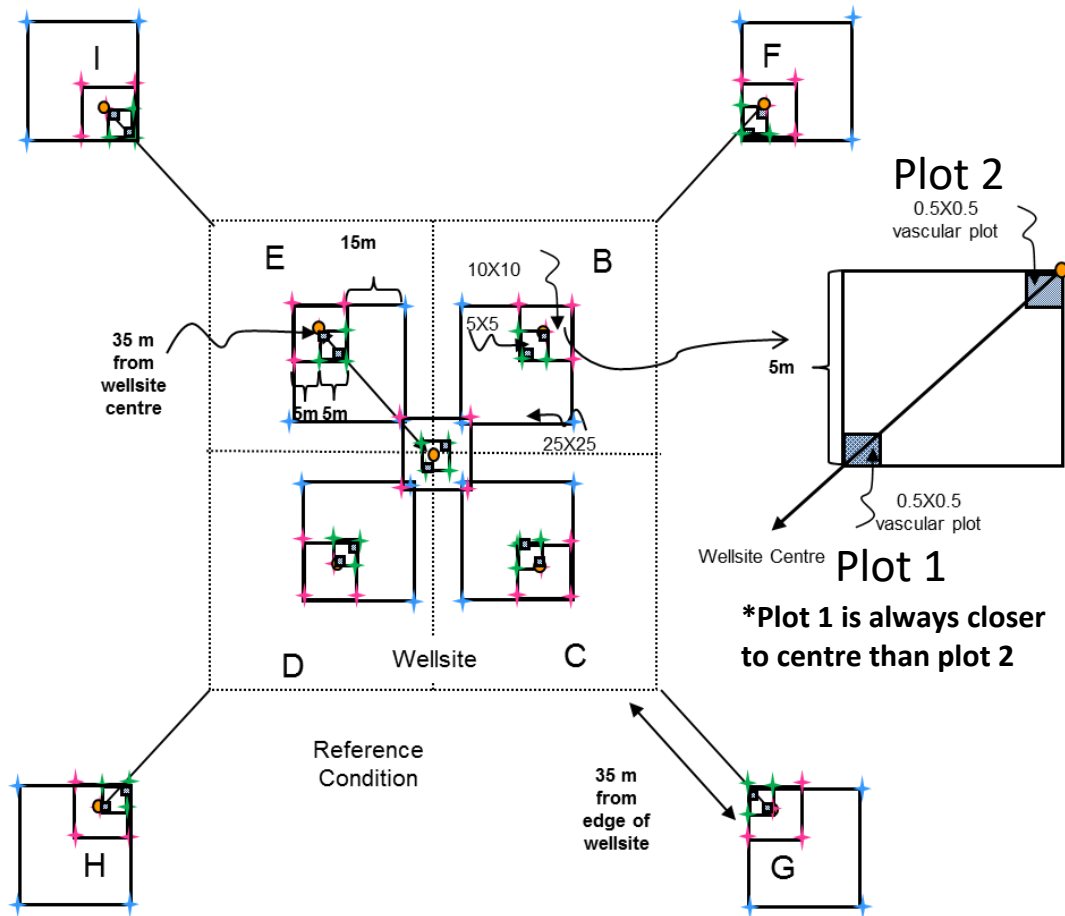 I
F
Plot 2
0.5X0.5
vascular plot
E
15m
B
10X10
5X5
35 m
from
wellsite
centre
5m
5m 5m
25X25
0.5X0.5
vascular plot
Wellsite Centre
Plot 1
*Plot 1 is always closer
to centre than plot 2
D
Wellsite
C
Reference
Condition
35 m
from
edge of
wellsite
H
G